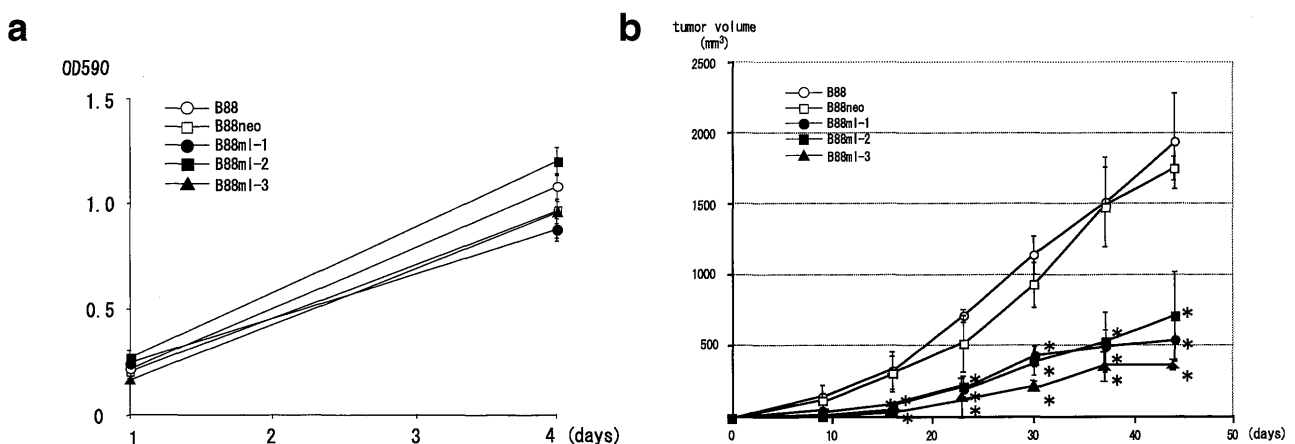 a
OD590
1.5
1.0
0.5
0
1
2
3
4
(days)
B88
B88neo
B88ml-1
B88ml-2
B88ml-3
b
tumor volume
(mm³)
2500
2000
1500
1000
500
0
10
20
30
40
50
(days)
B88
B88neo
B88ml-1
B88ml-2
B88ml-3
* * *
* * *
* * *
* * *
* * *